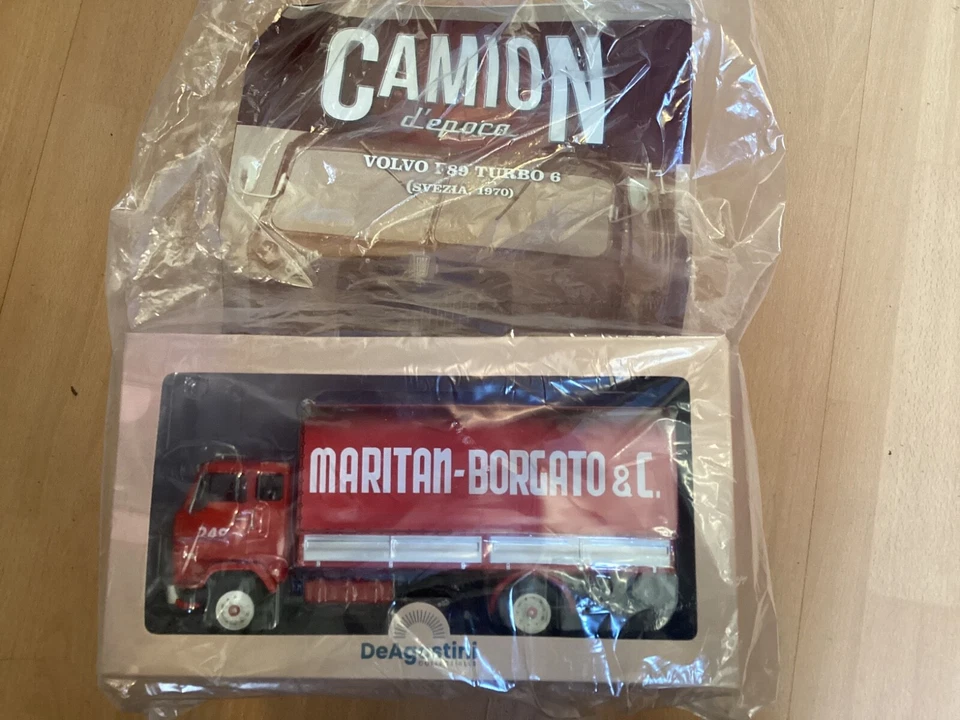 CAMION
d'epoca
VOLVO F89 TURBO 6
(SVEZIA, 1970)
MARITAN-BORGATO & C.
DeAgostini